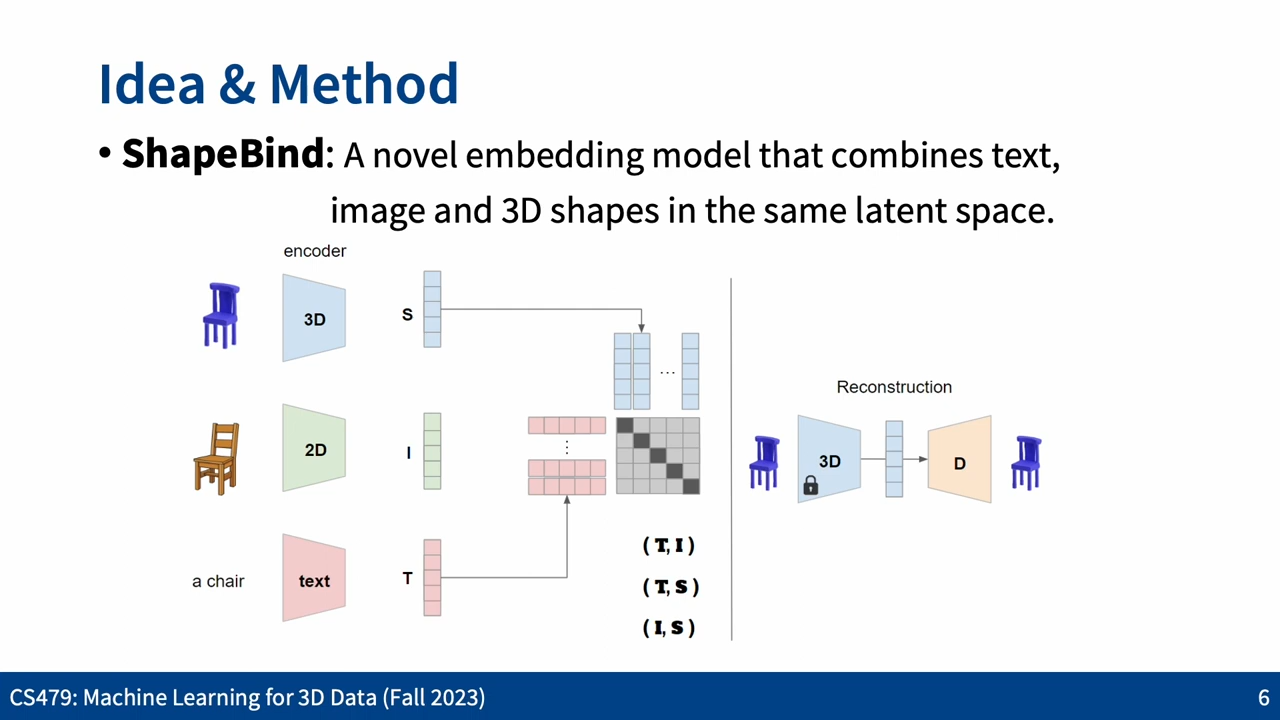 Idea & Method
• ShapeBind: A novel embedding model that combines text,
image and 3D shapes in the same latent space.
encoder
3D
S
2D
I
a chair
text
T
...
⋮
( T, I )
( T, S )
( I, S )
Reconstruction
3D
D
CS479: Machine Learning for 3D Data (Fall 2023)
6